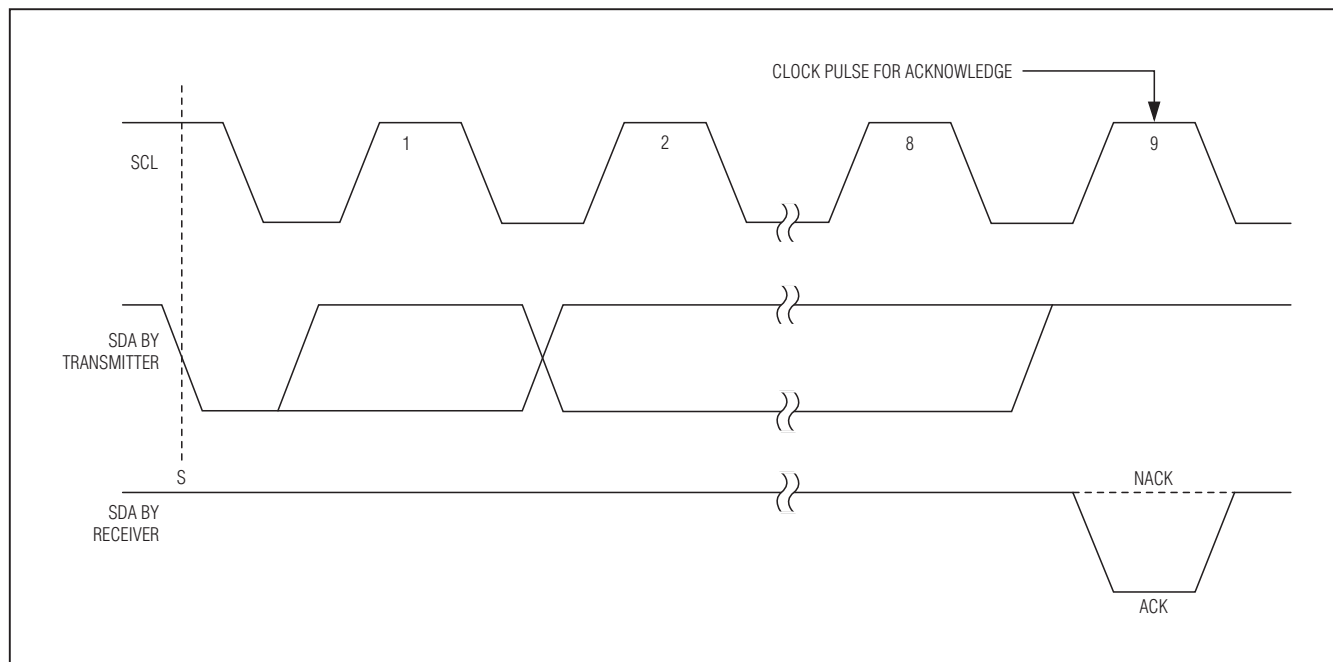 CLOCK PULSE FOR ACKNOWLEDGE
SCL
1
2
8
9
SDA BY
TRANSMITTER
S
SDA BY
RECEIVER
NACK
ACK